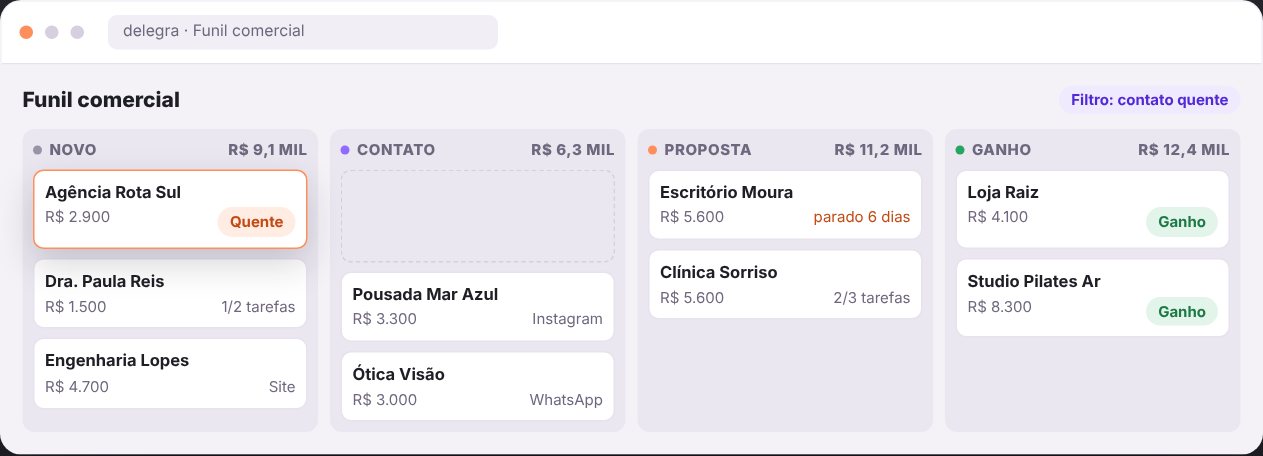 delegra · Funil comercial
Funil comercial
Filtro: contato quente
NOVO R$ 9,1 MIL
Agência Rota Sul
R$ 2.900
Quente
Dra. Paula Reis
R$ 1.500 1/2 tarefas
Engenharia Lopes
R$ 4.700 Site
CONTATO R$ 6,3 MIL
Pousada Mar Azul
R$ 3.300 Instagram
Ótica Visão
R$ 3.000 WhatsApp
PROPOSTA R$ 11,2 MIL
Escritório Moura
R$ 5.600 parado 6 dias
Clínica Sorriso
R$ 5.600 2/3 tarefas
GANHO R$ 12,4 MIL
Loja Raiz
R$ 4.100
Ganho
Studio Pilates Ar
R$ 8.300
Ganho